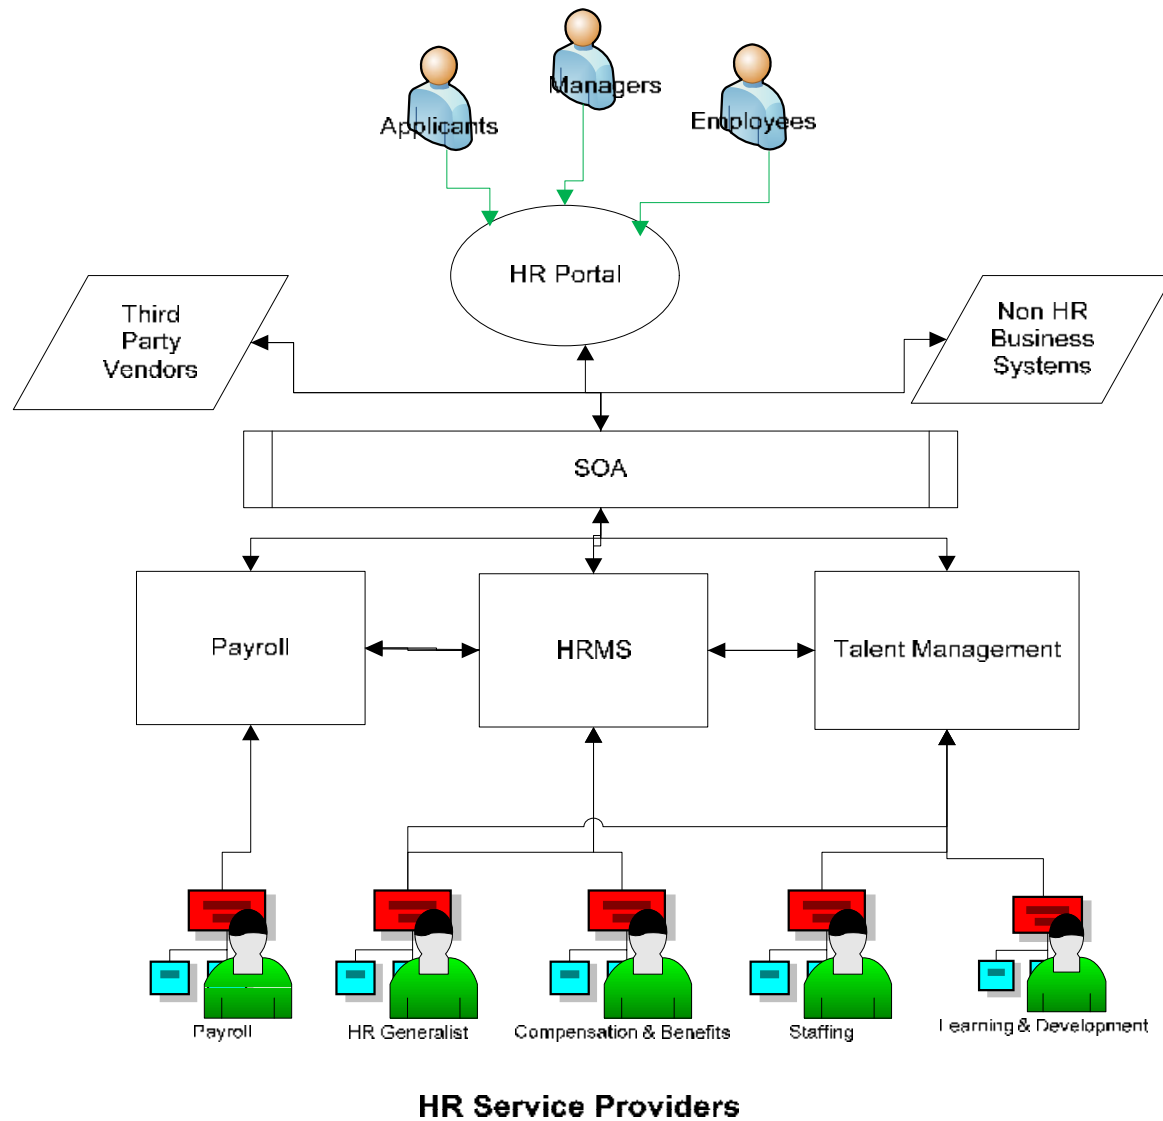 Managers
Applicants
Employees
HR Portal
Third
Party
Vendors
Non HR
Business
Systems
SOA
Payroll
HRMS
Talent Management
Payroll
HR Generalist
Compensation & Benefits
Staffing
Learning & Development
HR Service Providers